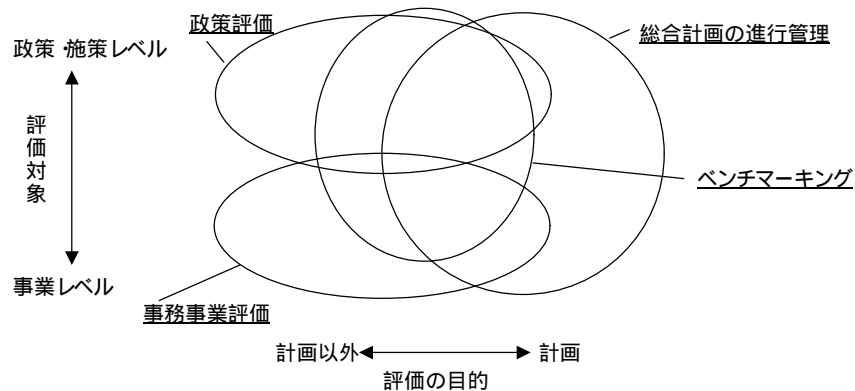 政策評価
総合計画の進行管理
政策・施策レベル
評価対象
ベンチマーキング
事業レベル
事務事業評価
計画以外
計画
評価の目的